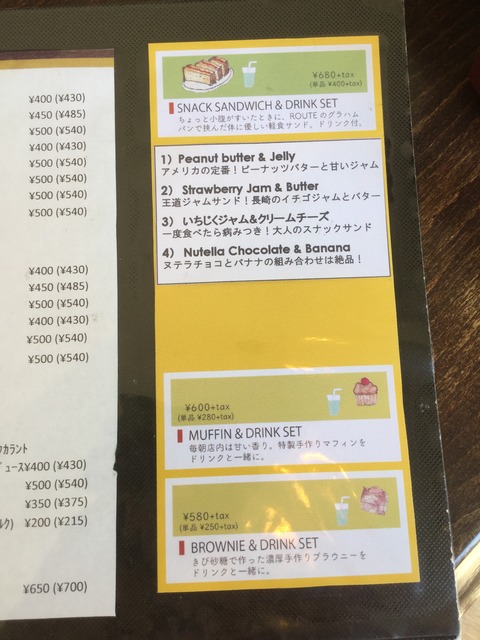 ¥400 (¥430)
¥450 (¥485)
¥500 (¥540)
¥400 (¥430)
¥500 (¥540)
¥500 (¥540)
¥500 (¥540)
¥500 (¥540)
¥400 (¥430)
¥450 (¥485)
¥500 (¥540)
¥400 (¥430)
¥500 (¥540)
¥500 (¥540)
カラント
ュース¥400 (¥430)
¥500 (¥540)
¥350 (¥375)
ルク) ¥200 (¥215)
¥650 (¥700)
¥680+tax
(単品 ¥400+tax)
SNACK SANDWICH & DRINK SET
ちょっと小腹がすいたときに、ROUTEのグラハム
パンで挟んだ体に優しい軽食サンド。ドリンク付。
1) Peanut butter & Jelly
アメリカの定番！ピーナッツバターと甘いジャム
2) Strawberry Jam & Butter
王道ジャムサンド！長崎のイチゴジャムとバター
3) いちじくジャム&クリームチーズ
一度食べたら病みつき！大人のスナックサンド
4) Nutella Chocolate & Banana
ヌテラチョコとバナナの組み合わせは絶品！
¥600+tax
(単品 ¥280+tax)
MUFFIN & DRINK SET
毎朝店内は甘い香り。特製手作りマフィンを
ドリンクと一緒に。
¥580+tax
(単品 ¥250+tax)
BROWNIE & DRINK SET
きび砂糖で作った濃厚手作りブラウニーを
ドリンクと一緒に。